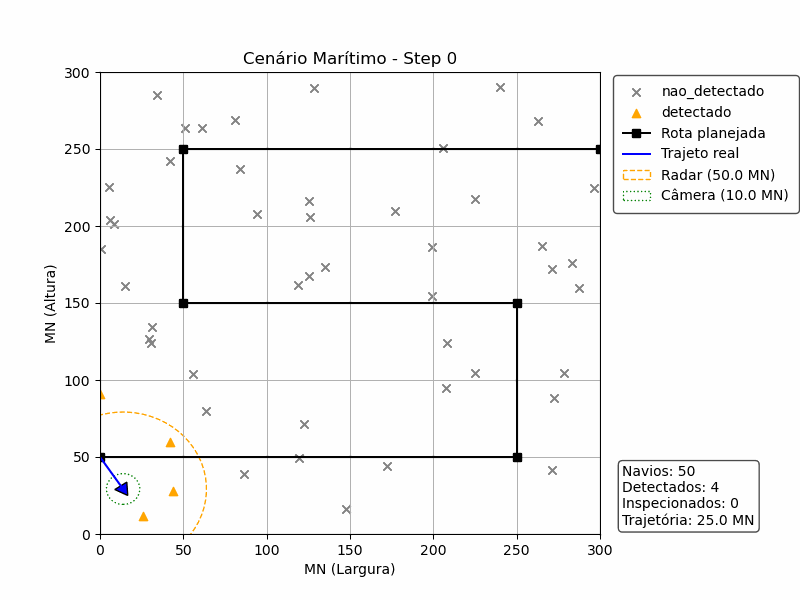 Cenário Marítimo - Step 0
300
250
200
150
100
50
0
MN (Altura)
0
50
100
150
200
250
300
MN (Largura)
nao_detectado
detectado
Rota planejada
Trajeto real
Radar (50.0 MN)
Câmera (10.0 MN)
Navios: 50
Detectados: 4
Inspecionados: 0
Trajetória: 25.0 MN